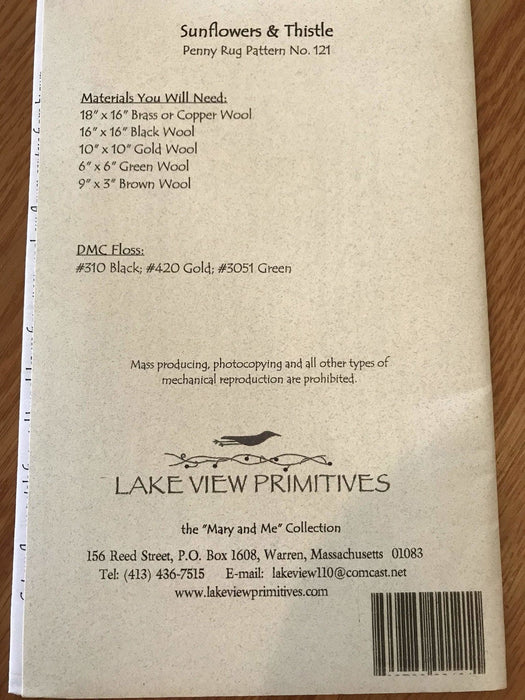 Sunflowers & Thistle
Penny Rug Pattern No. 121
Materials You Will Need:
18" x 16" Brass or Copper Wool
16" x 16" Black Wool
10" x 10" Gold Wool
6" x 6" Green Wool
9" x 3" Brown Wool
DMC Floss:
#310 Black; #420 Gold; #3051 Green
Mass producing, photocopying and all other types of
mechanical reproduction are prohibited.
LAKE VIEW PRIMITIVES
the "Mary and Me" Collection
156 Reed Street, P.O. Box 1608, Warren, Massachusetts 01083
Tel: (413) 436-7515 E-mail: lakeview110@comcast.net
www.lakeviewprimitives.com